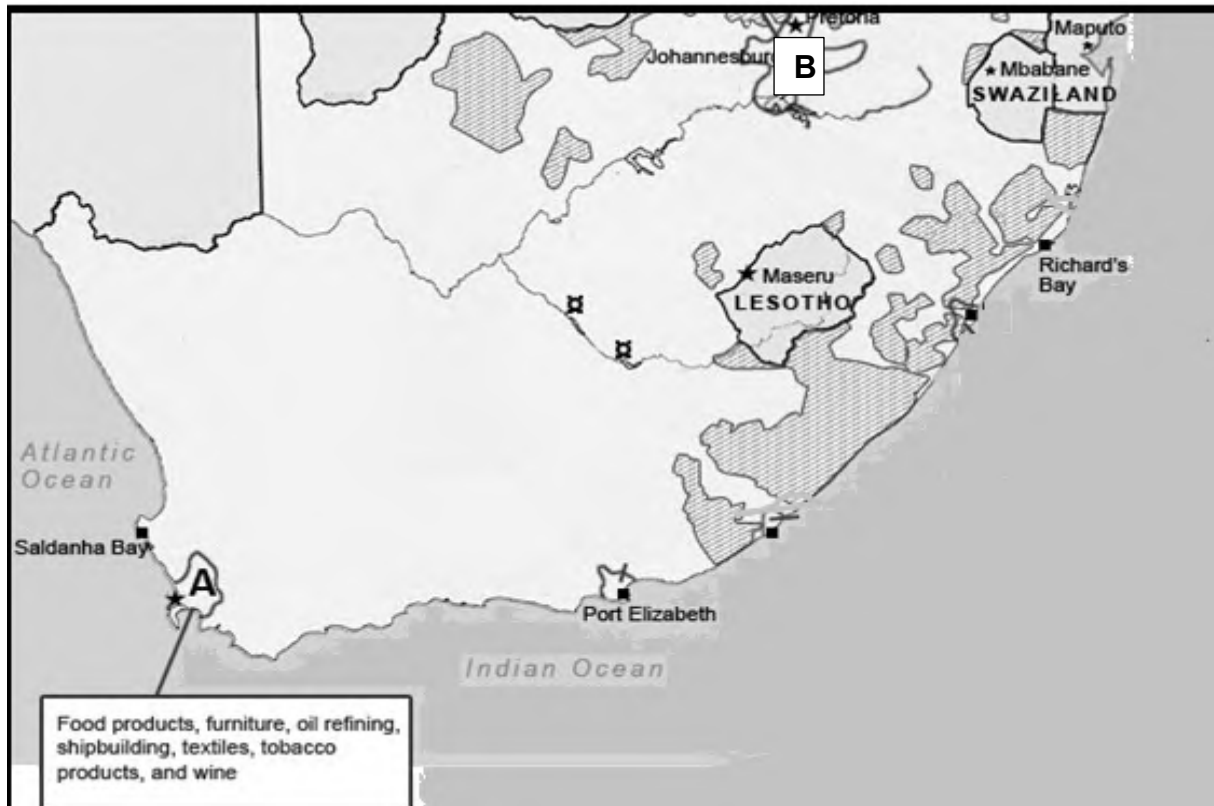 Pretoria
Maputo
Johannesburg
B
Mbabane
SWAZILAND
Richard's
Bay
Maseru
LESOTHO
Atlantic
Ocean
Saldanha Bay
A
Port Elizabeth
Indian Ocean
Food products, furniture, oil refining,
shipbuilding, textiles, tobacco
products, and wine